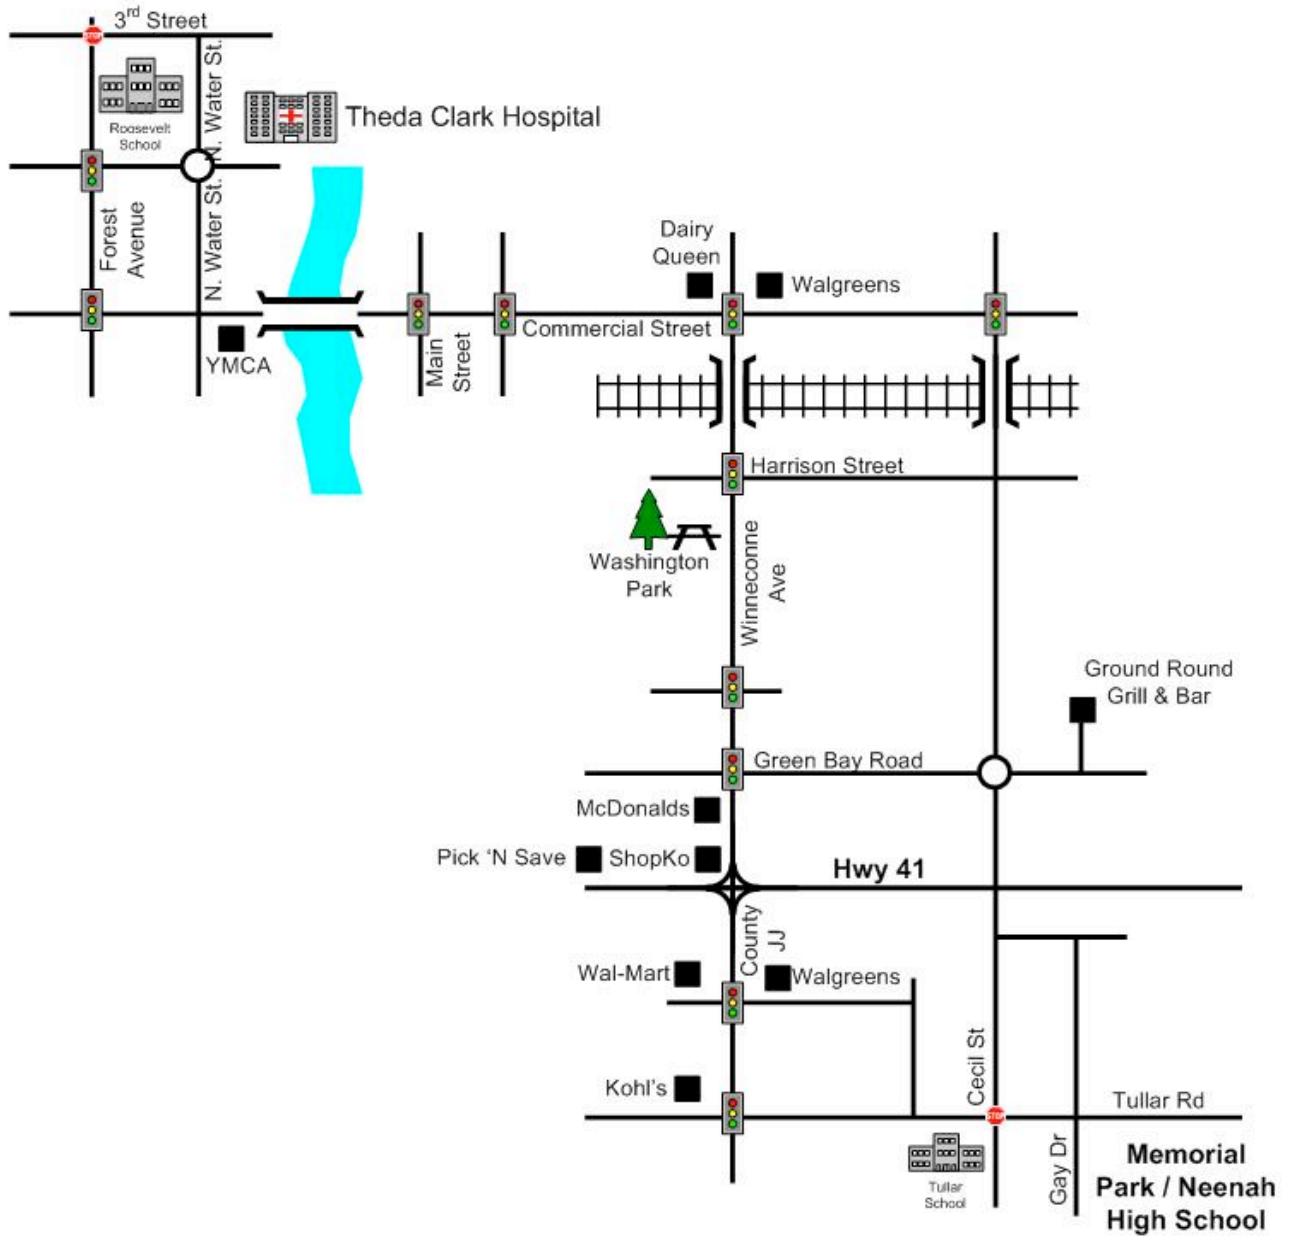 3rd Street
STOP
N. Water St.
Roosevelt
School
Theda Clark Hospital
Forest
Avenue
N. Water St.
Dairy
Queen
Walgreens
Commercial Street
YMCA
Main
Street
Harrison Street
Washington
Park
Winneconne
Ave
Ground Round
Grill & Bar
Green Bay Road
McDonalds
Pick ‘N Save
ShopKo
Hwy 41
County
JJ
Wal-Mart
Walgreens
Cecil St
Kohl's
Tullar Rd
STOP
Tullar
School
Gay Dr
Memorial
Park / Neenah
High School